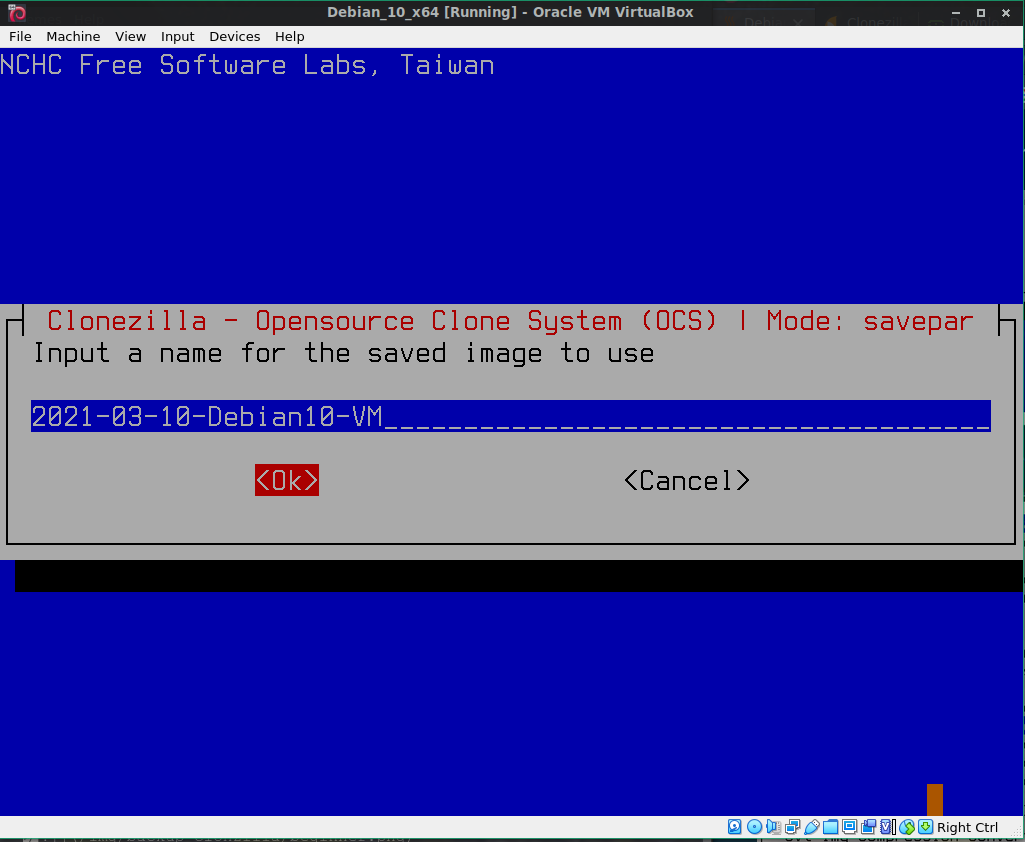 Debian_10_x64 [Running] - Oracle VM VirtualBox
File Machine View Input Devices Help
NCHC Free Software Labs, Taiwan
Clonezilla - Opensource Clone System (OCS) | Mode: savepar
Input a name for the saved image to use
2021-03-10-Debian10-VM
<Ok> <Cancel>
Right Ctrl